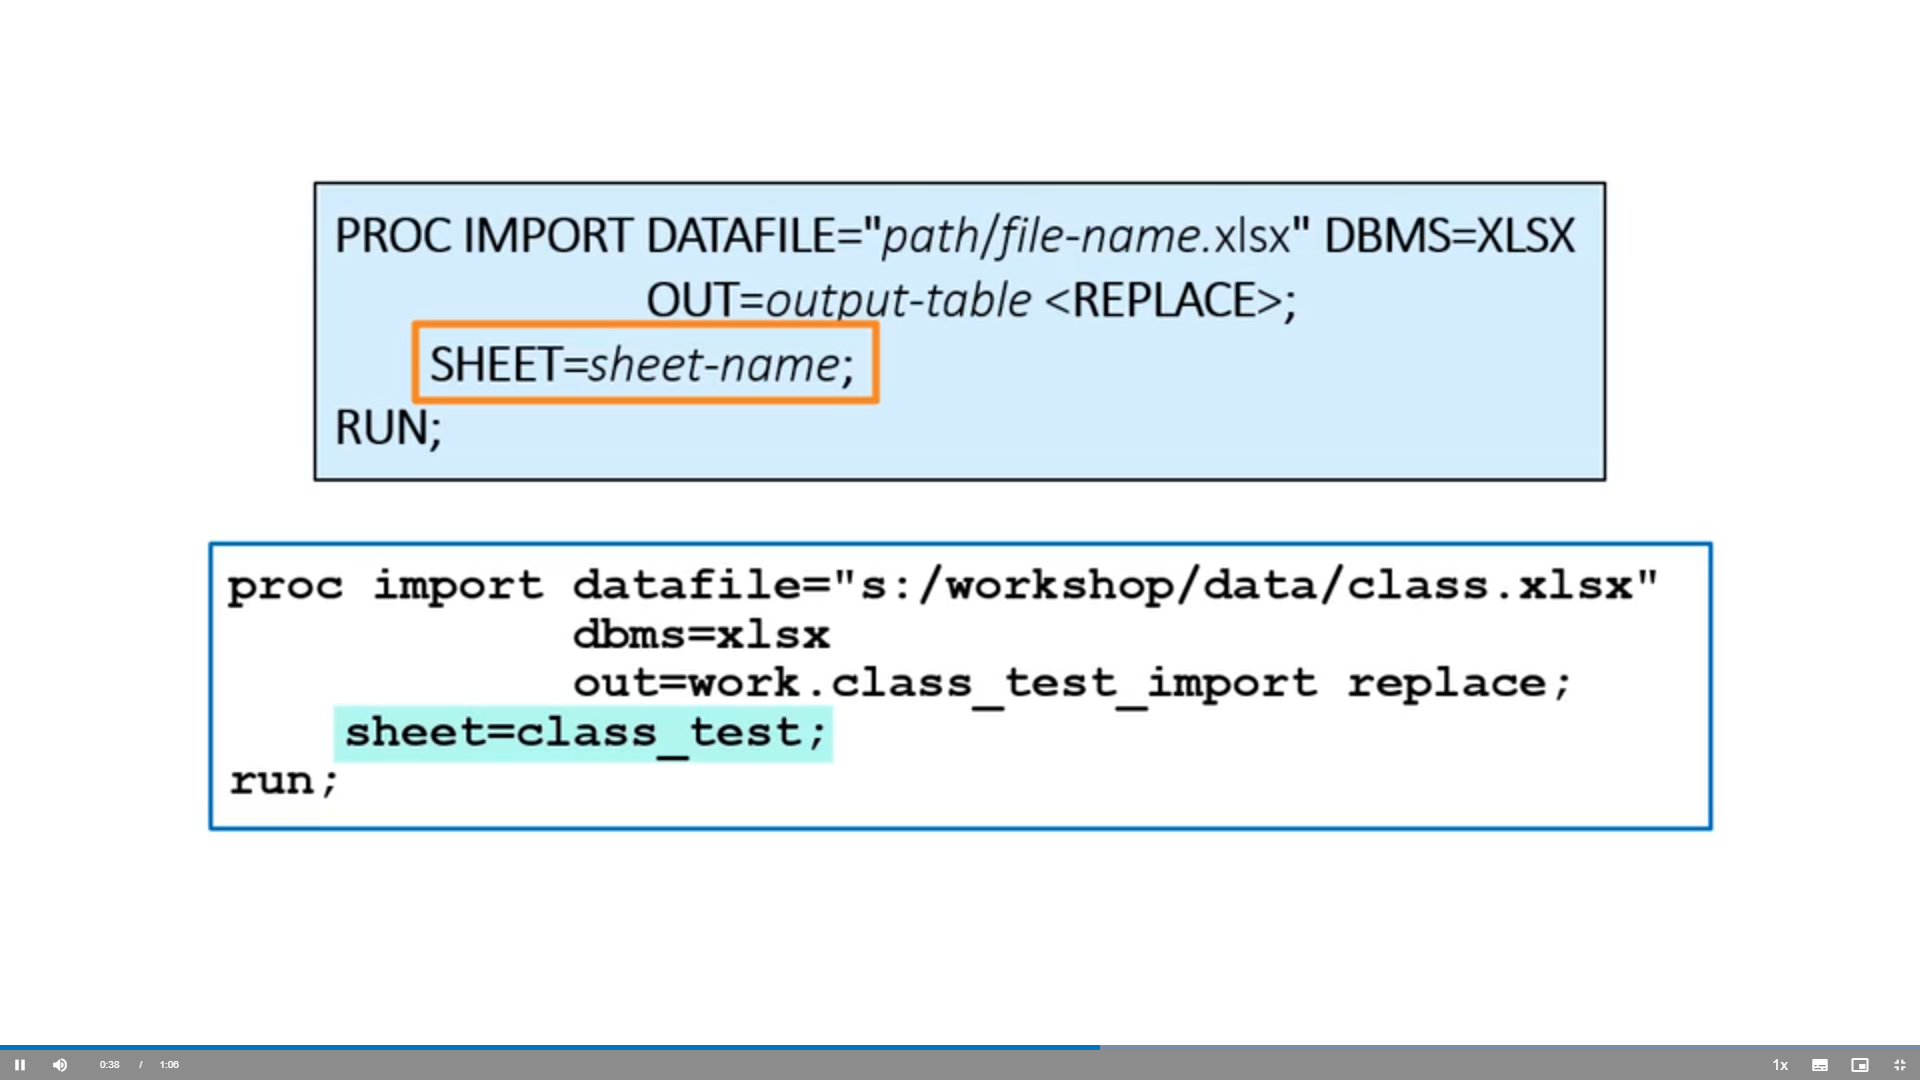 PROC IMPORT DATAFILE="path/file-name.xlsx" DBMS=XLSX
OUT=output-table <REPLACE>;
SHEET=sheet-name;
RUN;
proc import datafile="s:/workshop/data/class.xlsx"
dbms=xlsx
out=work.class_test_import replace;
sheet=class_test;
run;
0:38 / 1:06 1x